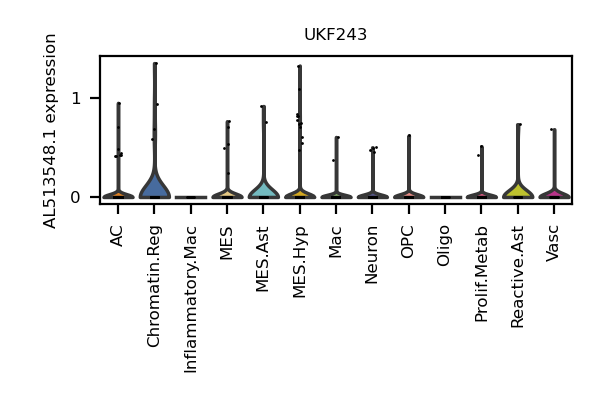 UKF243
AL513548.1 expression
1
0
AC
Chromatin.Reg
Inflammatory.Mac
MES
MES.Ast
MES.Hyp
Mac
Neuron
OPC
Oligo
Prolif.Metab
Reactive.Ast
Vasc